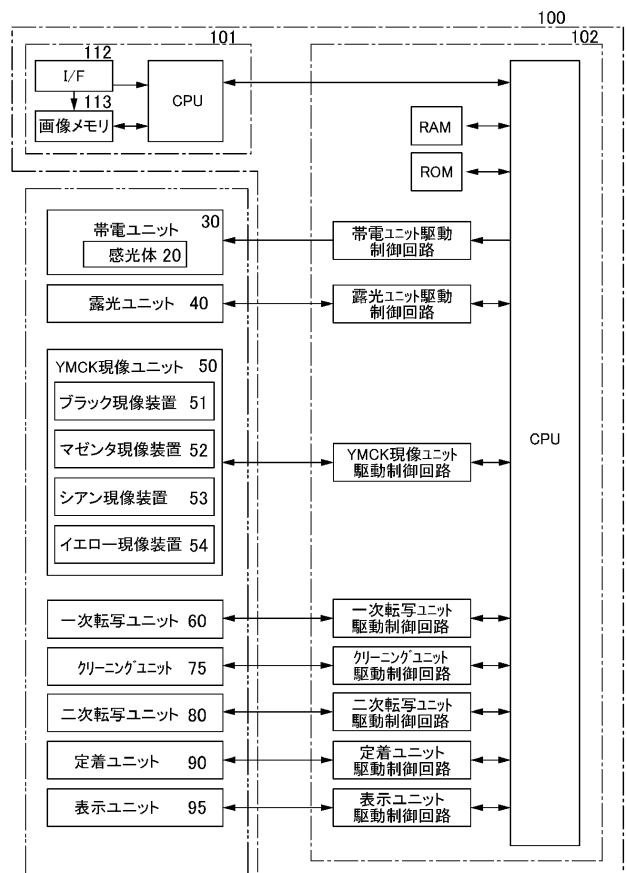 100
101
102
112
I/F
113
画像メモリ
CPU
RAM
ROM
帯電ユニット 30
感光体 20
帯電ユニット駆動
制御回路
露光ユニット 40
露光ユニット駆動
制御回路
YMCK現像ユニット 50
ブラック現像装置 51
マゼンタ現像装置 52
シアン現像装置 53
イエロー現像装置 54
YMCK現像ユニット
駆動制御回路
CPU
一次転写ユニット 60
一次転写ユニット
駆動制御回路
クリーニングユニット 75
クリーニングユニット
駆動制御回路
二次転写ユニット 80
二次転写ユニット
駆動制御回路
定着ユニット 90
定着ユニット
駆動制御回路
表示ユニット 95
表示ユニット
駆動制御回路